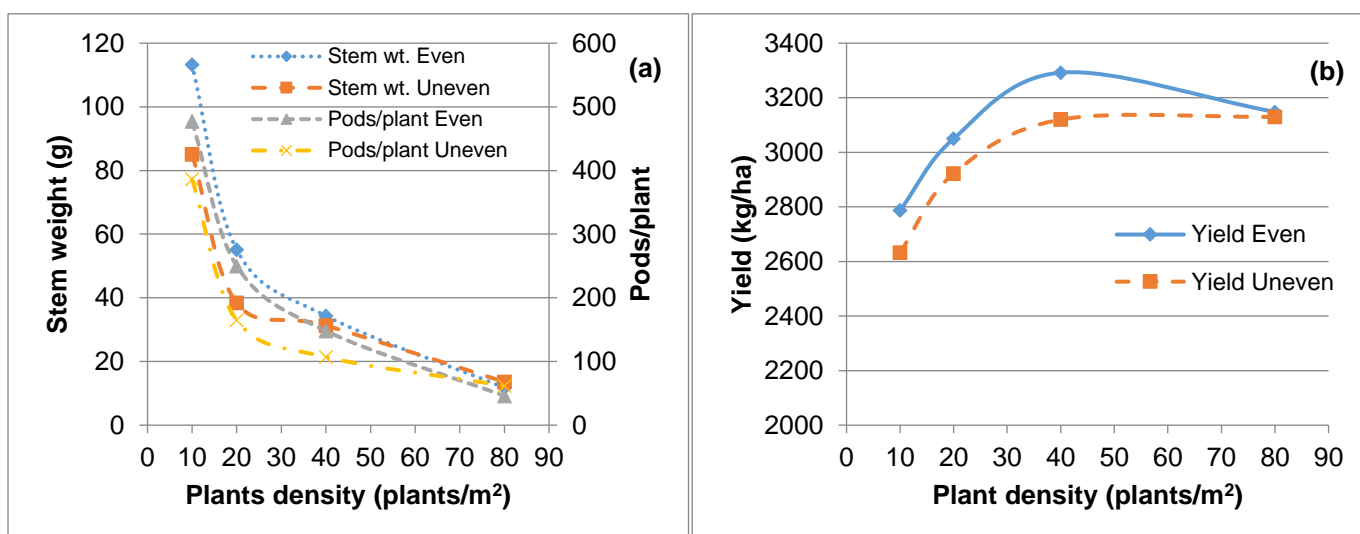 (a)
Stem wt. Even
Stem wt. Uneven
Pods/plant Even
Pods/plant Uneven
Stem weight (g)
120
100
80
60
40
20
0
600
500
400
300
200
100
0
Pods/plant
0 10 20 30 40 50 60 70 80 90
Plants density (plants/m²)
(b)
Yield (kg/ha)
3400
3200
3000
2800
2600
2400
2200
2000
Yield Even
Yield Uneven
0 10 20 30 40 50 60 70 80 90
Plant density (plants/m²)